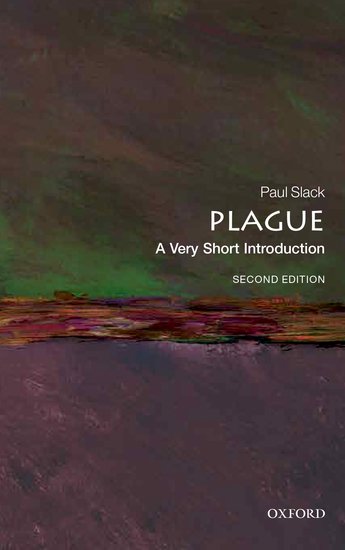 Paul Slack
PLAGUE
A Very Short Introduction
SECOND EDITION
OXFORD